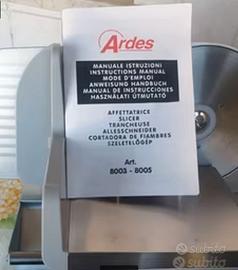 Ardes
MANUALE ISTRUZIONI
INSTRUCTIONS MANUAL
MODE D'EMPLOI
ANWEISUNG HANDBUCH
MANUAL DE INSTRUCCIONES
HASZNÁLATI ÚTMUTATÓ
AFFETTATRICE
SLICER
TRANCHEUSE
ALLESSCHNEIDER
CORTADORA DE FIAMBRES
SZELETELŐGÉP
Art.
8003 - 8005
subito
subito